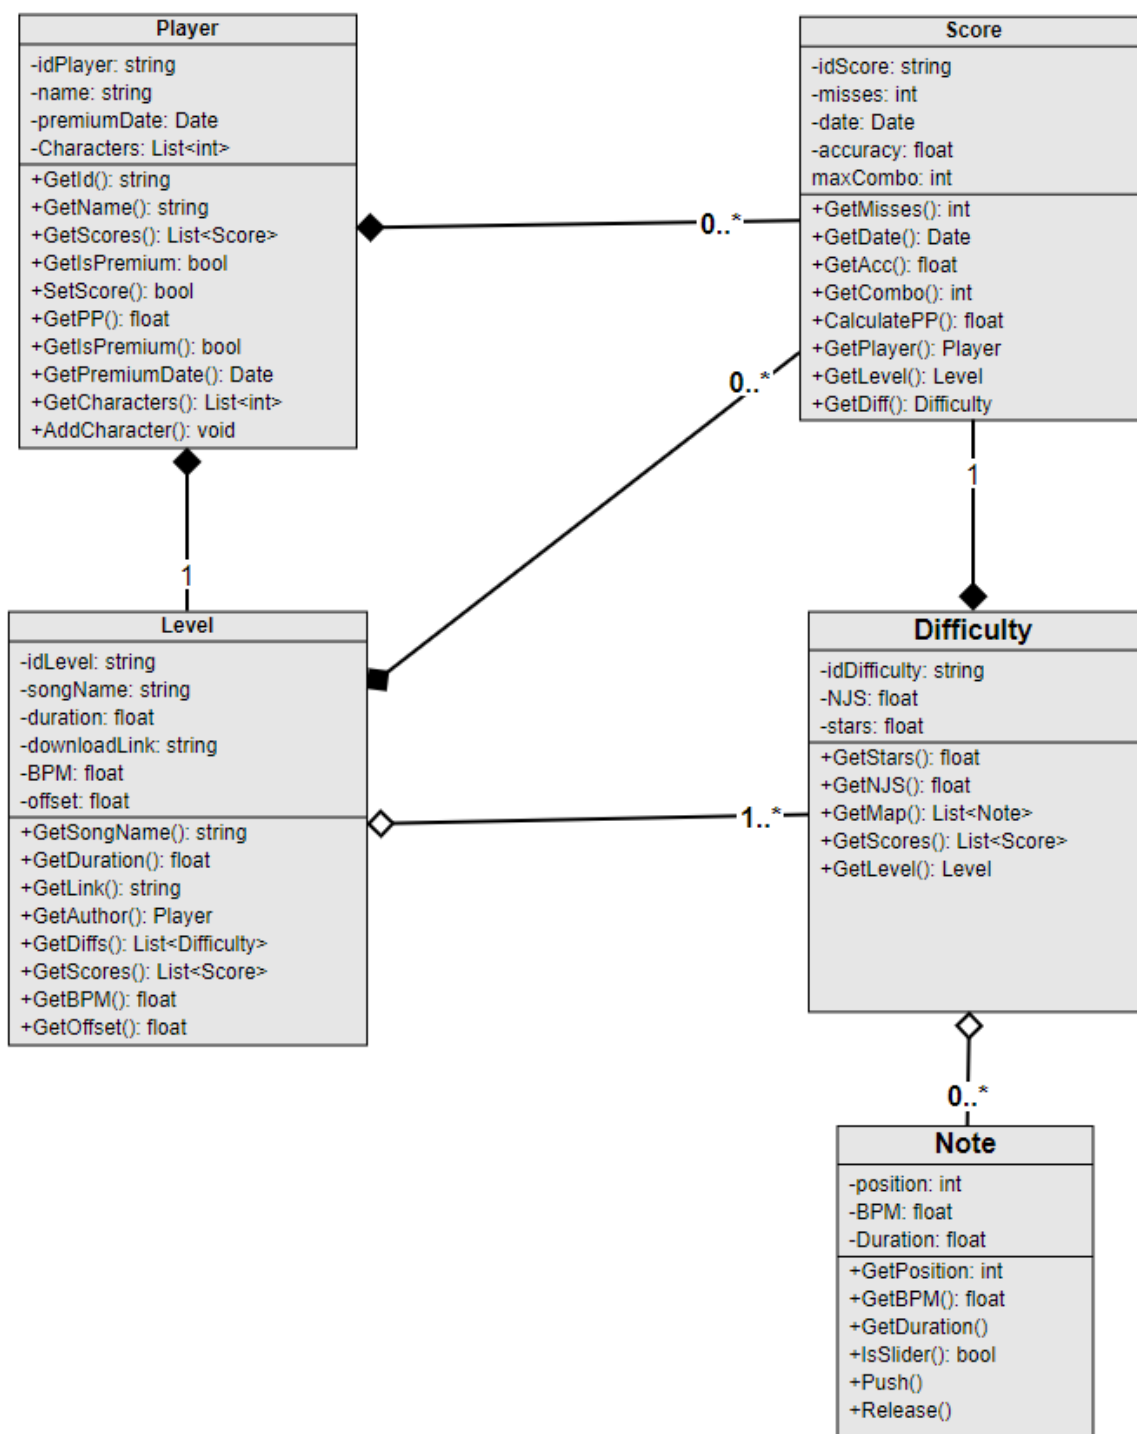 Player
-idPlayer: string
-name: string
-premiumDate: Date
-Characters: List<int>
+GetId(): string
+GetName(): string
+GetScores(): List<Score>
+GetIsPremium: bool
+SetScore(): bool
+GetPP(): float
+GetIsPremium(): bool
+GetPremiumDate(): Date
+GetCharacters(): List<int>
+AddCharacter(): void
0..*
Score
-idScore: string
-misses: int
-date: Date
-accuracy: float
maxCombo: int
+GetMisses(): int
+GetDate(): Date
+GetAcc(): float
+GetCombo(): int
+CalculatePP(): float
+GetPlayer(): Player
+GetLevel(): Level
+GetDiff(): Difficulty
0..*
1
1
Level
-idLevel: string
-songName: string
-duration: float
-downloadLink: string
-BPM: float
-offset: float
+GetSongName(): string
+GetDuration(): float
+GetLink(): string
+GetAuthor(): Player
+GetDiffs(): List<Difficulty>
+GetScores(): List<Score>
+GetBPM(): float
+GetOffset(): float
1..*
Difficulty
-idDifficulty: string
-NJS: float
-stars: float
+GetStars(): float
+GetNJS(): float
+GetMap(): List<Note>
+GetScores(): List<Score>
+GetLevel(): Level
0..*
Note
-position: int
-BPM: float
-Duration: float
+GetPosition: int
+GetBPM(): float
+GetDuration()
+IsSlider(): bool
+Push()
+Release()